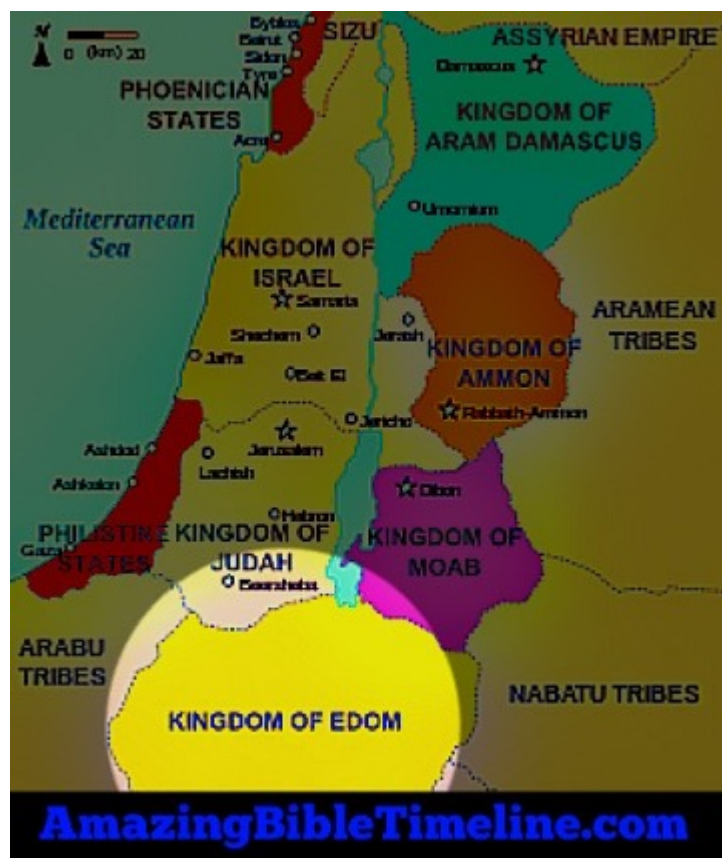 Byblos
Beirut
SIZU
N
0 (km) 20
Sidon
ASSYRIAN EMPIRE
Tyre
Damascus
PHOENICIAN
STATES
KINGDOM OF
ARAM DAMASCUS
Mediterranean
Sea
KINGDOM OF
ISRAEL
Samaria
Shechem
Jerash
ARAMEAN
TRIBES
KINGDOM OF
AMMON
Jaffa
Jericho
Rabbath-Ammon
Ashdod
Jerusalem
Lachish
Ashkelon
Dibon
Hebron
Gaza
PHILISTINE
STATES
KINGDOM OF
JUDAH
KINGDOM OF
MOAB
Beersheba
ARABU
TRIBES
NABATU TRIBES
KINGDOM OF EDOM
AmazingBibleTimeline.com